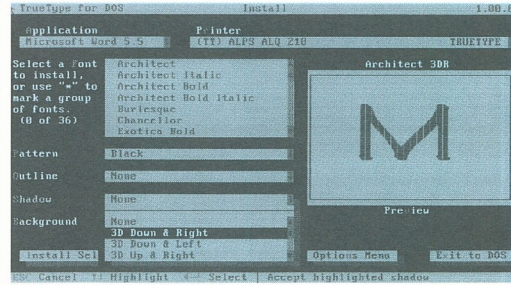 TrueType for DOS Install 1.00.
Application Printer
Microsoft Word 5.5 (TT) ALPS ALQ 210 TRUETYPE
Select a Font
to install,
or use "*" to
mark a group
of fonts.
(0 of 36)
Architect
Architect Italic
Architect Bold
Architect Bold Italic
Burlesque
Chancellor
Exotica Bold
Architect 3DR
M
Preview
Pattern Black
Outline None
Shadow None
Background None
3D Down & Right
3D Down & Left
3D Up & Right
Install Sel Options Menu Exit to DOS
ESC Cancel ↑↓ Highlight ←┘ Select | Accept highlighted shadow